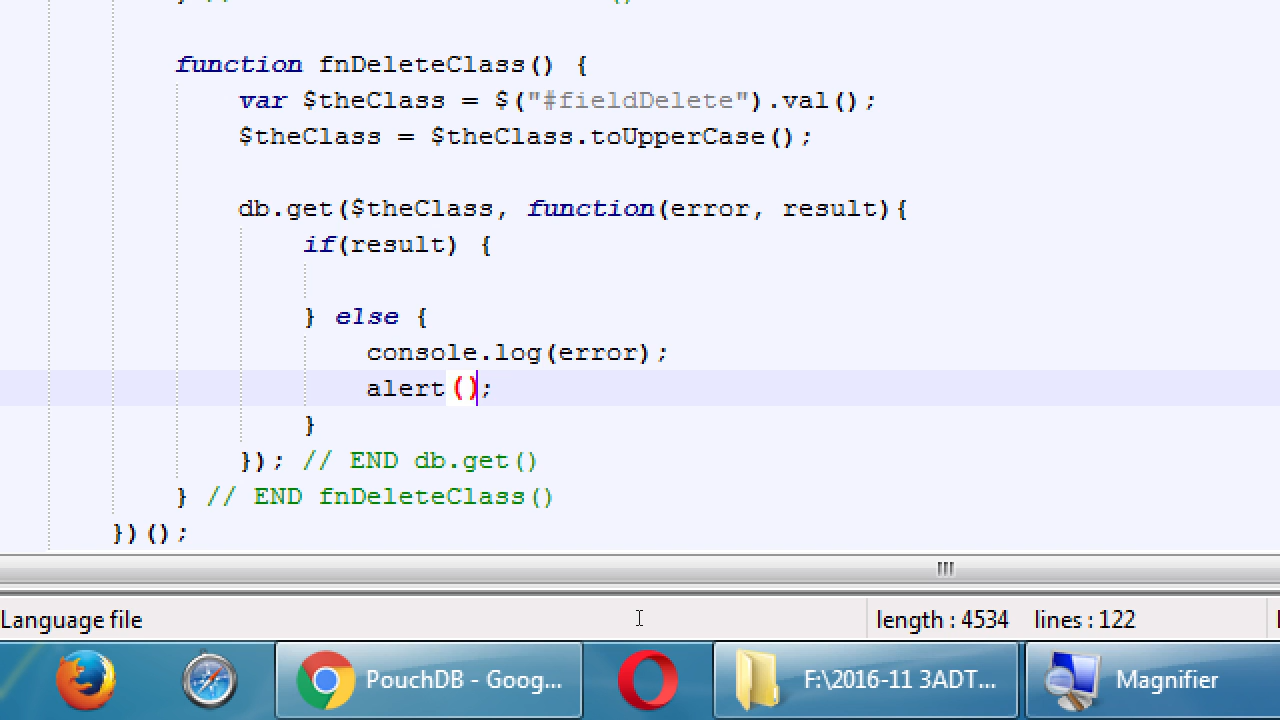 function fnDeleteClass() {
var $theClass = $("#fieldDelete").val();
$theClass = $theClass.toUpperCase();
db.get($theClass, function(error, result){
if(result) {
} else {
console.log(error);
alert();
}
}); // END db.get()
} // END fnDeleteClass()
})();
Language file
length : 4534 lines : 122
PouchDB - Goog...
F:\2016-11 3ADT...
Magnifier